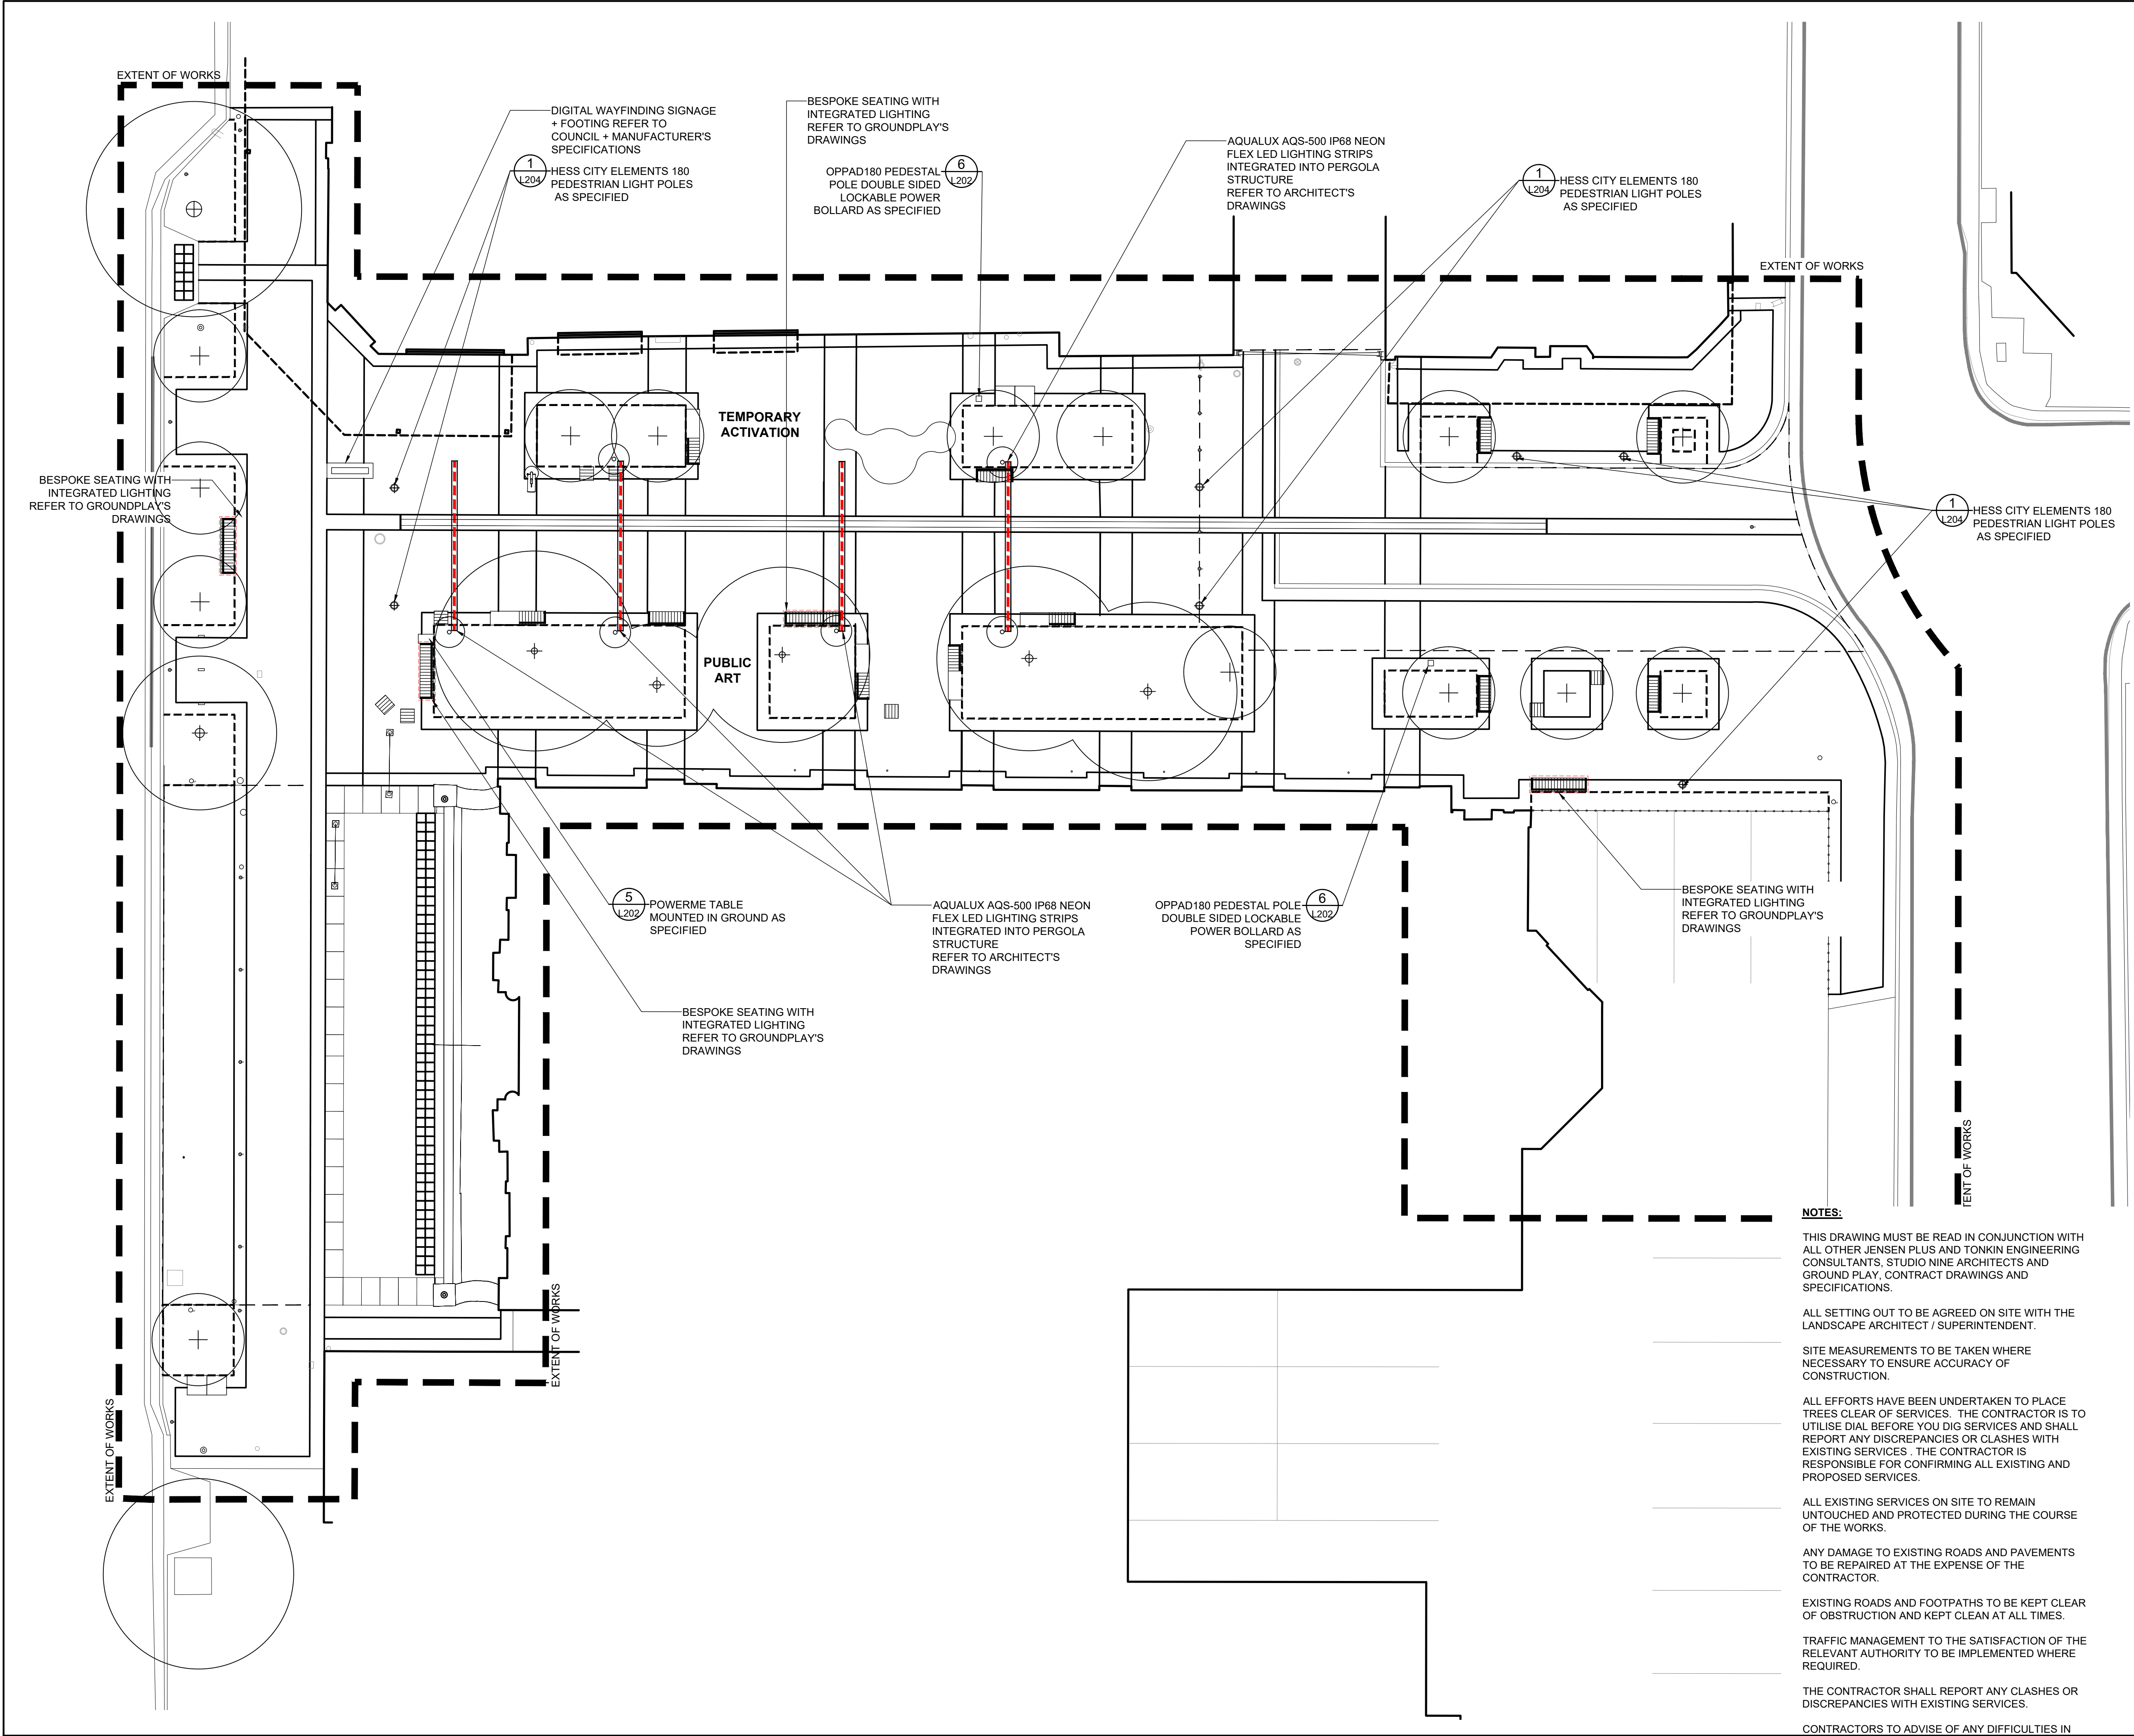 EXTENT OF WORKS
DIGITAL WAYFINDING SIGNAGE
+ FOOTING REFER TO
COUNCIL + MANUFACTURER'S
SPECIFICATIONS
1
L204
HESS CITY ELEMENTS 180
PEDESTRIAN LIGHT POLES
AS SPECIFIED
BESPOKE SEATING WITH
INTEGRATED LIGHTING
REFER TO GROUNDPLAY'S
DRAWINGS
OPPAD180 PEDESTAL
POLE DOUBLE SIDED
LOCKABLE POWER
BOLLARD AS SPECIFIED
6
L202
AQUALUX AQS-500 IP68 NEON
FLEX LED LIGHTING STRIPS
INTEGRATED INTO PERGOLA
STRUCTURE
REFER TO ARCHITECT'S
DRAWINGS
1
L204
HESS CITY ELEMENTS 180
PEDESTRIAN LIGHT POLES
AS SPECIFIED
EXTENT OF WORKS
TEMPORARY
ACTIVATION
BESPOKE SEATING WITH
INTEGRATED LIGHTING
REFER TO GROUNDPLAY'S
DRAWINGS
1
L204
HESS CITY ELEMENTS 180
PEDESTRIAN LIGHT POLES
AS SPECIFIED
PUBLIC
ART
5
L202
POWERME TABLE
MOUNTED IN GROUND AS
SPECIFIED
AQUALUX AQS-500 IP68 NEON
FLEX LED LIGHTING STRIPS
INTEGRATED INTO PERGOLA
STRUCTURE
REFER TO ARCHITECT'S
DRAWINGS
OPPAD180 PEDESTAL POLE
DOUBLE SIDED LOCKABLE
POWER BOLLARD AS
SPECIFIED
6
L202
BESPOKE SEATING WITH
INTEGRATED LIGHTING
REFER TO GROUNDPLAY'S
DRAWINGS
BESPOKE SEATING WITH
INTEGRATED LIGHTING
REFER TO GROUNDPLAY'S
DRAWINGS
TENT OF WORKS
EXTENT OF WORKS
EXTENT OF WORKS
NOTES:
THIS DRAWING MUST BE READ IN CONJUNCTION WITH
ALL OTHER JENSEN PLUS AND TONKIN ENGINEERING
CONSULTANTS, STUDIO NINE ARCHITECTS AND
GROUND PLAY, CONTRACT DRAWINGS AND
SPECIFICATIONS.
ALL SETTING OUT TO BE AGREED ON SITE WITH THE
LANDSCAPE ARCHITECT / SUPERINTENDENT.
SITE MEASUREMENTS TO BE TAKEN WHERE
NECESSARY TO ENSURE ACCURACY OF
CONSTRUCTION.
ALL EFFORTS HAVE BEEN UNDERTAKEN TO PLACE
TREES CLEAR OF SERVICES. THE CONTRACTOR IS TO
UTILISE DIAL BEFORE YOU DIG SERVICES AND SHALL
REPORT ANY DISCREPANCIES OR CLASHES WITH
EXISTING SERVICES . THE CONTRACTOR IS
RESPONSIBLE FOR CONFIRMING ALL EXISTING AND
PROPOSED SERVICES.
ALL EXISTING SERVICES ON SITE TO REMAIN
UNTOUCHED AND PROTECTED DURING THE COURSE
OF THE WORKS.
ANY DAMAGE TO EXISTING ROADS AND PAVEMENTS
TO BE REPAIRED AT THE EXPENSE OF THE
CONTRACTOR.
EXISTING ROADS AND FOOTPATHS TO BE KEPT CLEAR
OF OBSTRUCTION AND KEPT CLEAN AT ALL TIMES.
TRAFFIC MANAGEMENT TO THE SATISFACTION OF THE
RELEVANT AUTHORITY TO BE IMPLEMENTED WHERE
REQUIRED.
THE CONTRACTOR SHALL REPORT ANY CLASHES OR
DISCREPANCIES WITH EXISTING SERVICES.
CONTRACTORS TO ADVISE OF ANY DIFFICULTIES IN